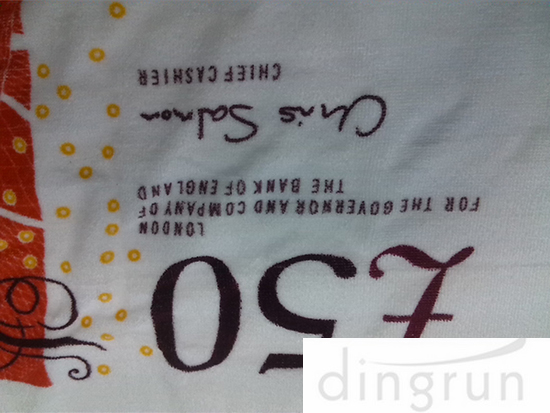 £50
LONDON
FOR THE GOVERNOR AND COMPANY OF
THE BANK OF ENGLAND
Chris Salmon
CHIEF CASHIER
dingrun